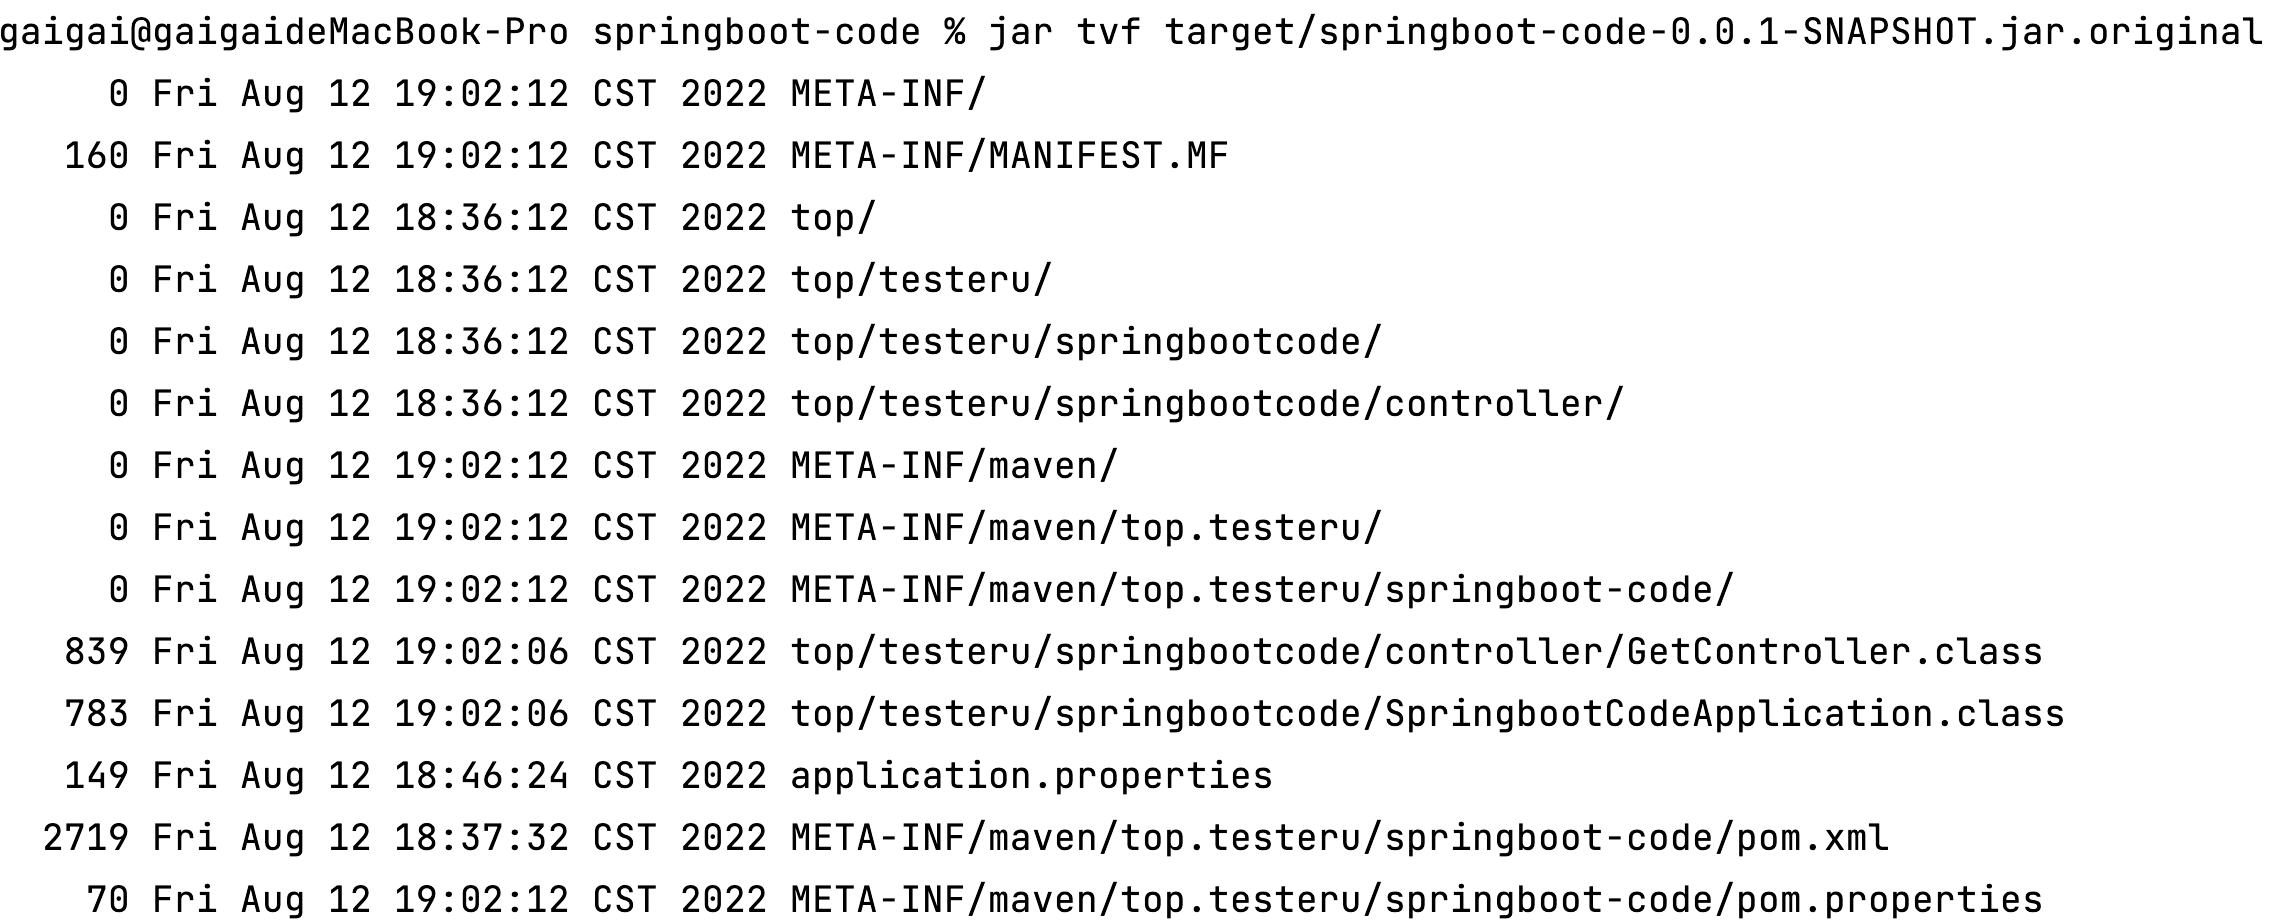 gaigai@gaigaideMacBook-Pro springboot-code % jar tvf target/springboot-code-0.0.1-SNAPSHOT.jar.original
0 Fri Aug 12 19:02:12 CST 2022 META-INF/
160 Fri Aug 12 19:02:12 CST 2022 META-INF/MANIFEST.MF
0 Fri Aug 12 18:36:12 CST 2022 top/
0 Fri Aug 12 18:36:12 CST 2022 top/testeru/
0 Fri Aug 12 18:36:12 CST 2022 top/testeru/springbootcode/
0 Fri Aug 12 18:36:12 CST 2022 top/testeru/springbootcode/controller/
0 Fri Aug 12 19:02:12 CST 2022 META-INF/maven/
0 Fri Aug 12 19:02:12 CST 2022 META-INF/maven/top.testeru/
0 Fri Aug 12 19:02:12 CST 2022 META-INF/maven/top.testeru/springboot-code/
839 Fri Aug 12 19:02:06 CST 2022 top/testeru/springbootcode/controller/GetController.class
783 Fri Aug 12 19:02:06 CST 2022 top/testeru/springbootcode/SpringbootCodeApplication.class
149 Fri Aug 12 18:46:24 CST 2022 application.properties
2719 Fri Aug 12 18:37:32 CST 2022 META-INF/maven/top.testeru/springboot-code/pom.xml
70 Fri Aug 12 19:02:12 CST 2022 META-INF/maven/top.testeru/springboot-code/pom.properties